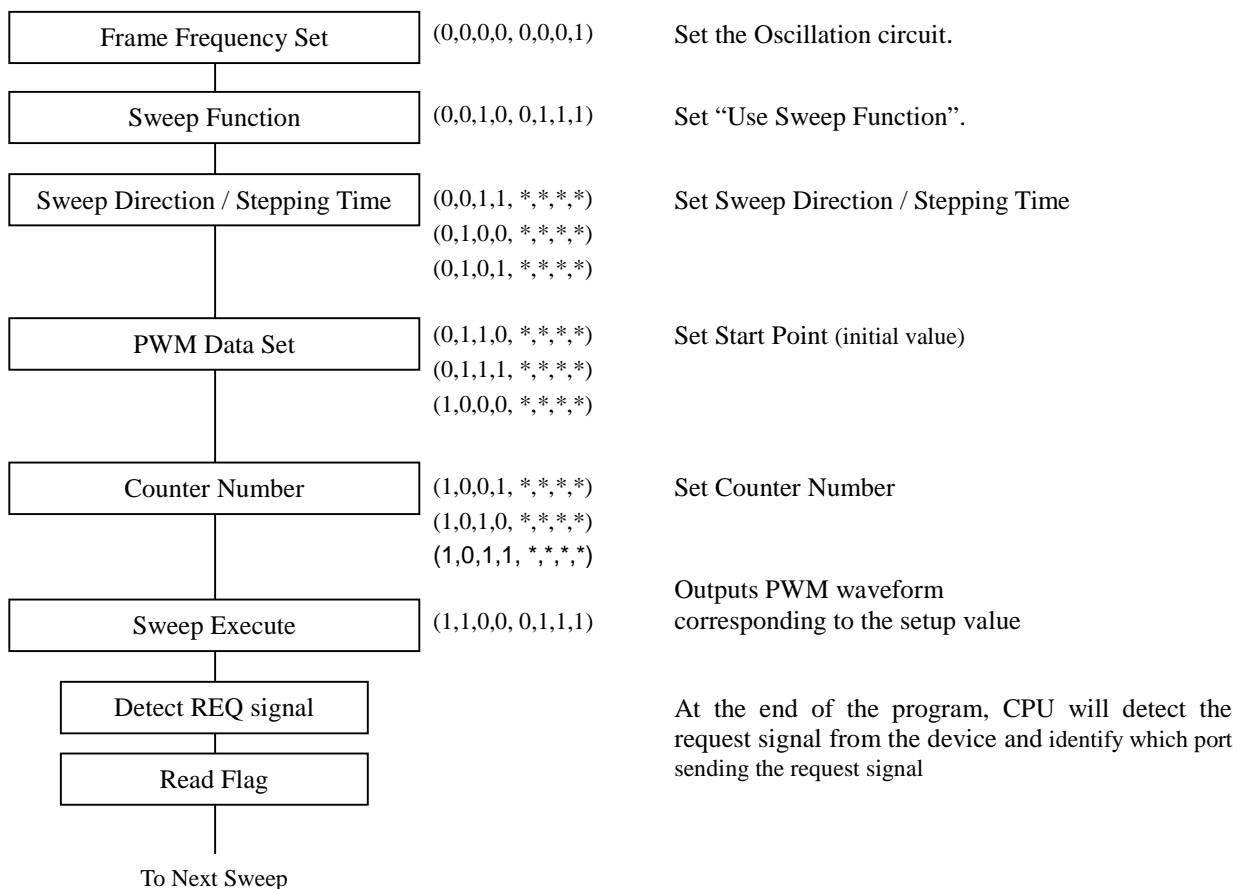 Frame Frequency Set (0,0,0,0, 0,0,0,1) Set the Oscillation circuit.
Sweep Function (0,0,1,0, 0,1,1,1) Set “Use Sweep Function”.
Sweep Direction / Stepping Time (0,0,1,1, *,*,*,*) Set Sweep Direction / Stepping Time
(0,1,0,0, *,*,*,*)
(0,1,0,1, *,*,*,*)
PWM Data Set (0,1,1,0, *,*,*,*) Set Start Point (initial value)
(0,1,1,1, *,*,*,*)
(1,0,0,0, *,*,*,*)
Counter Number (1,0,0,1, *,*,*,*) Set Counter Number
(1,0,1,0, *,*,*,*)
(1,0,1,1, *,*,*,*)
Sweep Execute (1,1,0,0, 0,1,1,1)
Outputs PWM waveform
corresponding to the setup value
Detect REQ signal
At the end of the program, CPU will detect the
request signal from the device and identify which port
sending the request signal
Read Flag
To Next Sweep